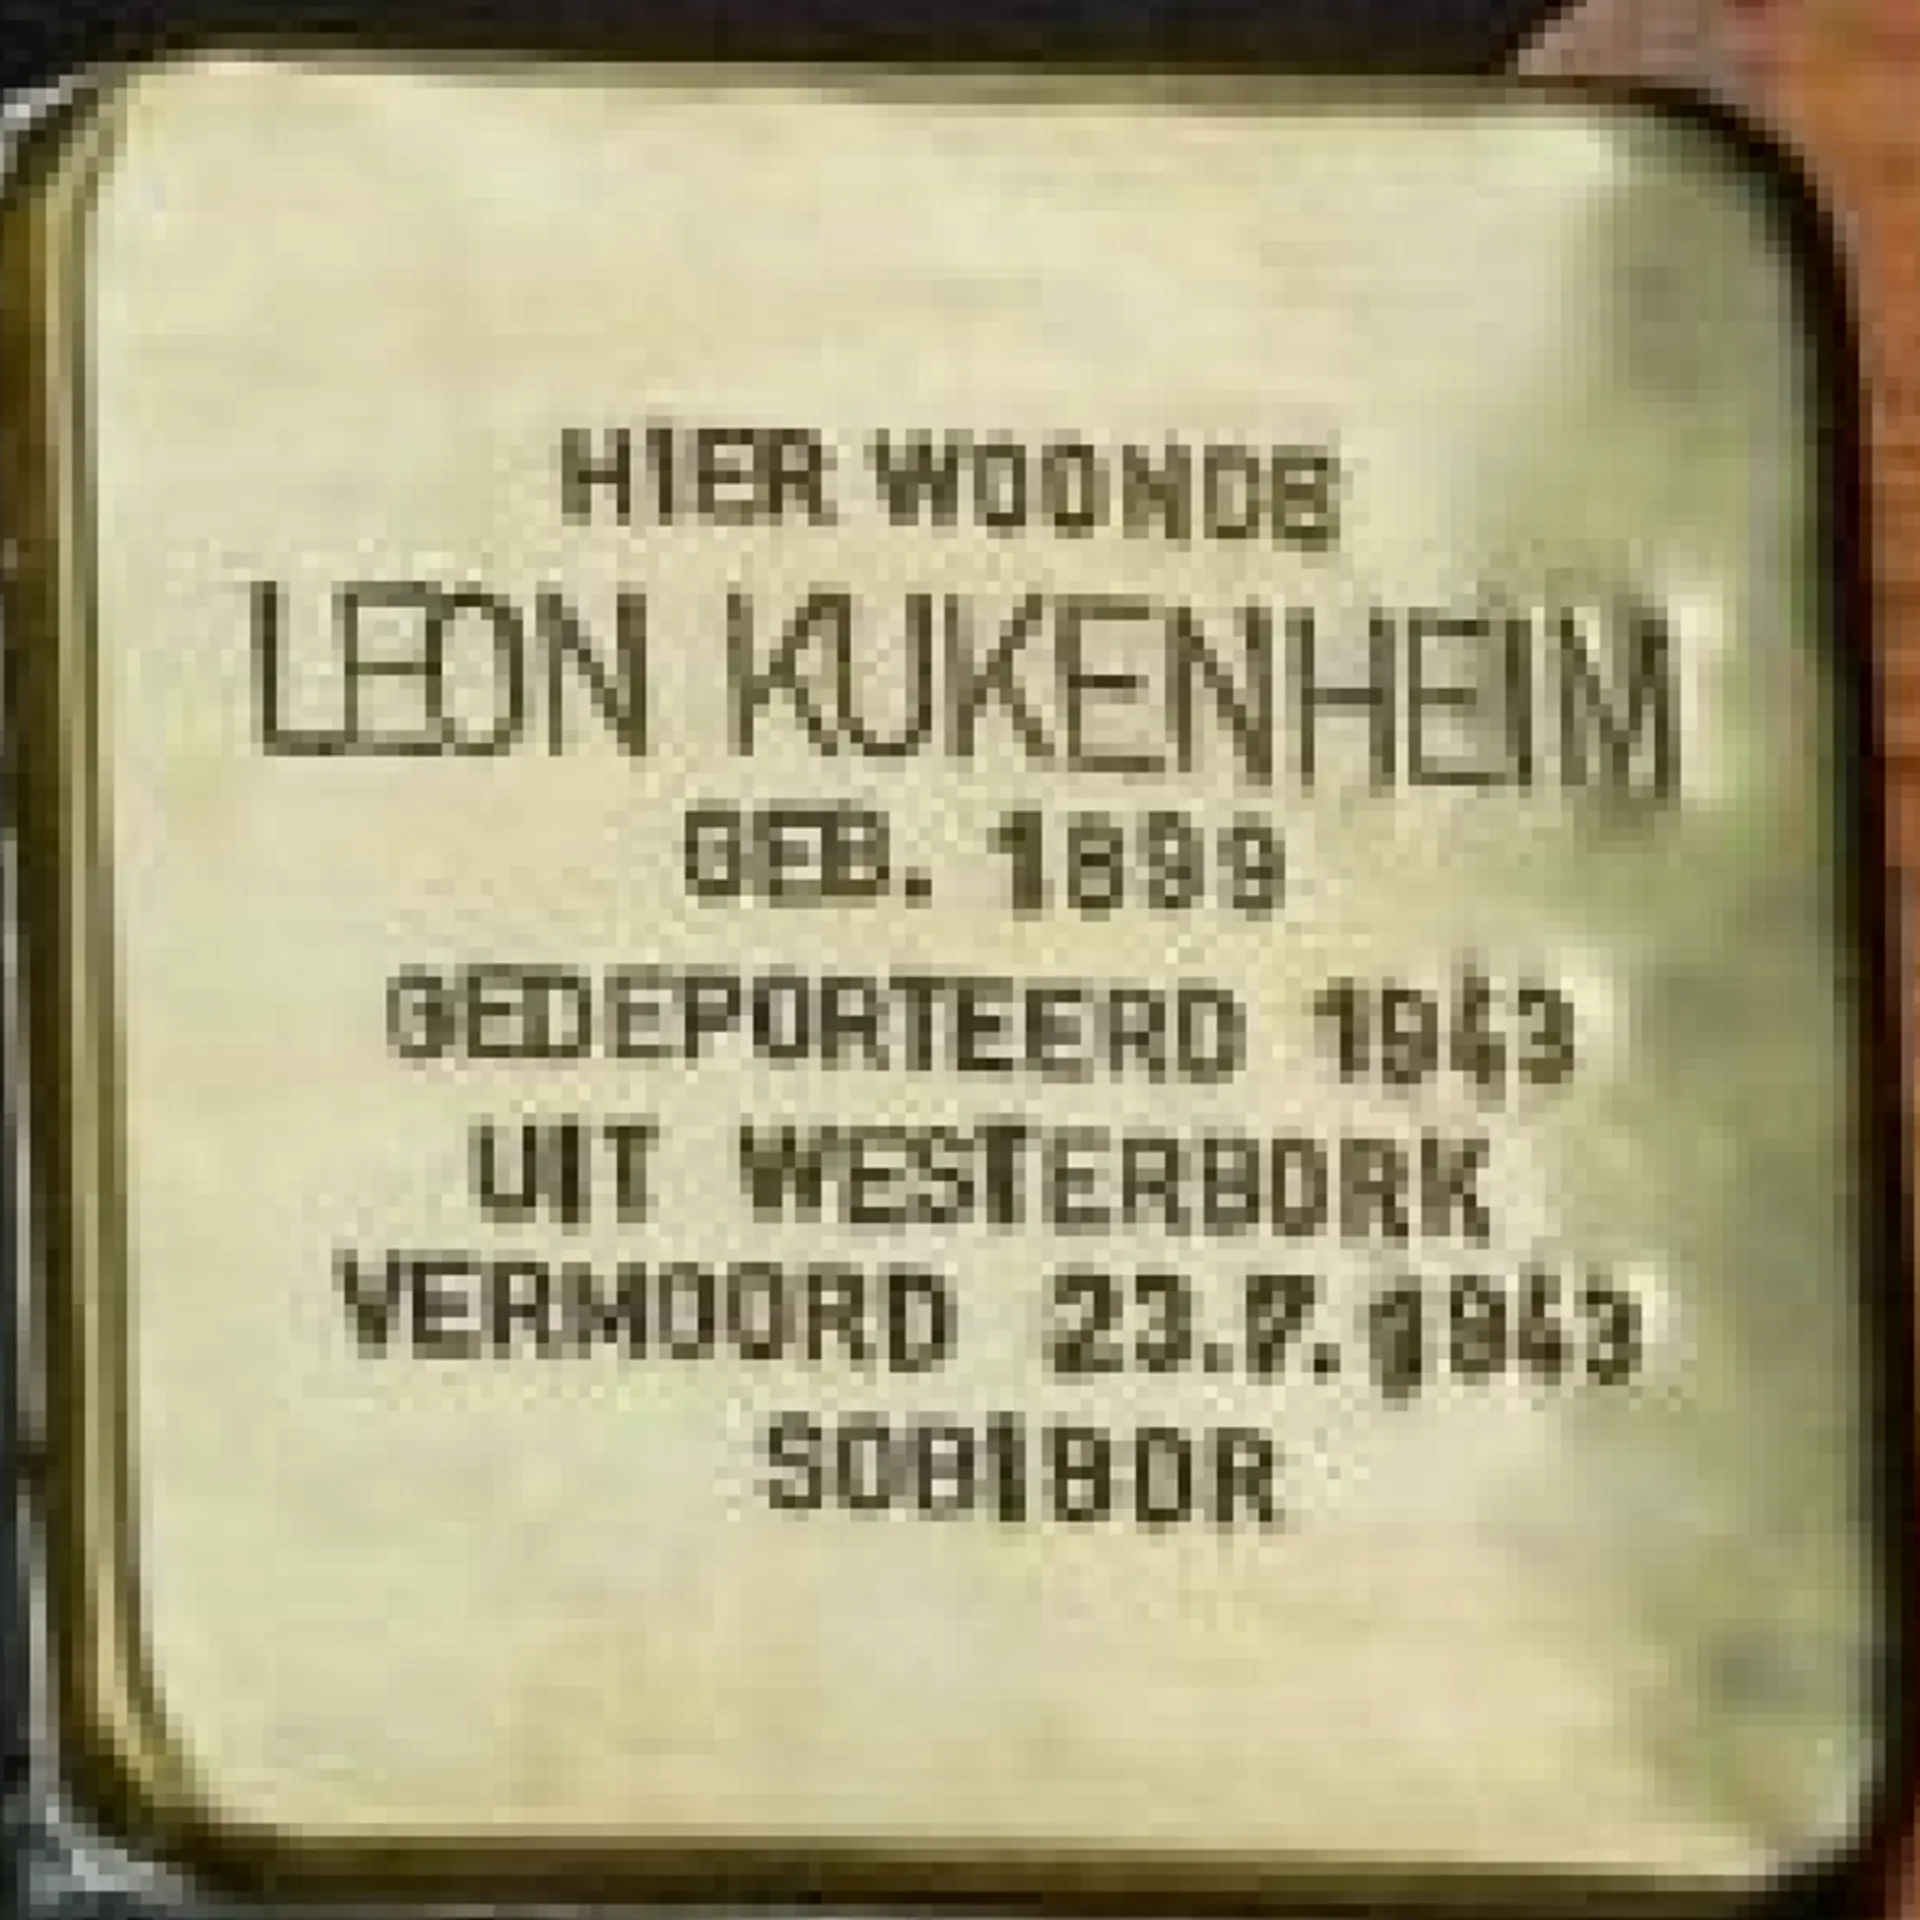 HIER WOONDE
LEON KUKENHEIM
GEB. 1899
GEDEPORTEERD 1943
UIT WESTERBORK
VERMOORD 23.7.1943
SOBIBOR